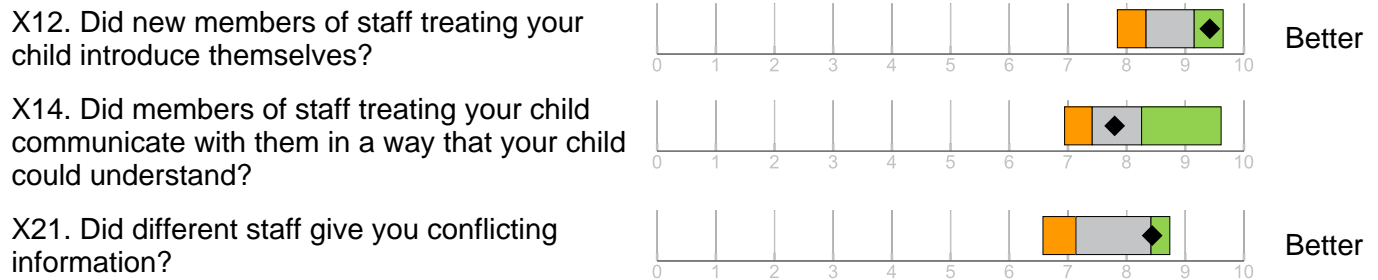 X12. Did new members of staff treating your
child introduce themselves?
0 1 2 3 4 5 6 7 8 9 10
Better
X14. Did members of staff treating your child
communicate with them in a way that your child
could understand?
0 1 2 3 4 5 6 7 8 9 10
X21. Did different staff give you conflicting
information?
0 1 2 3 4 5 6 7 8 9 10
Better